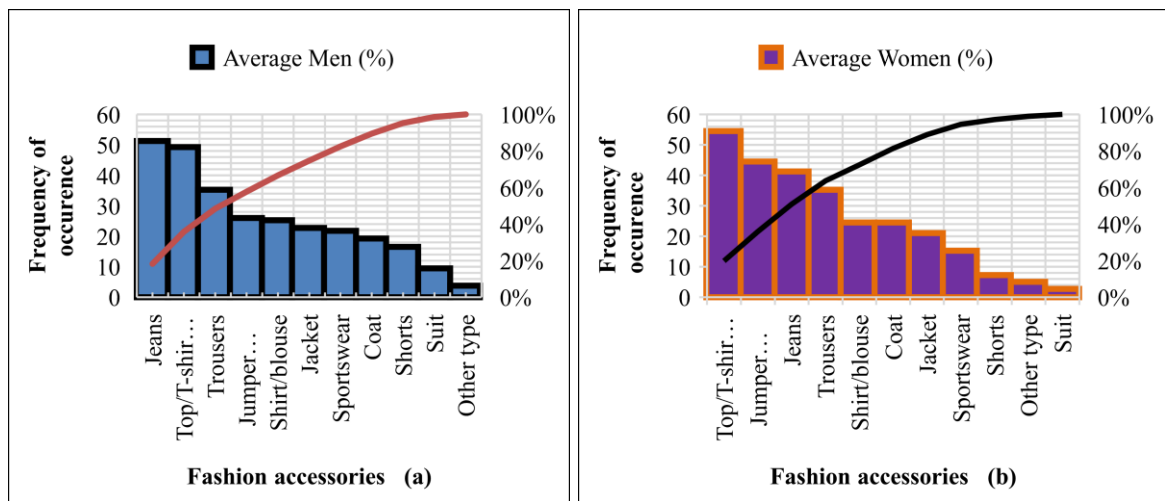 Average Men (%)
Frequency of
occurence
60
50
40
30
20
10
0
100%
80%
60%
40%
20%
0%
Jeans
Top/T-shir…
Trousers
Jumper…
Shirt/blouse
Jacket
Sportswear
Coat
Shorts
Suit
Other type
Fashion accessories (a)
Average Women (%)
Frequency of
occurence
60
50
40
30
20
10
0
100%
80%
60%
40%
20%
0%
Top/T-shir…
Jumper…
Jeans
Trousers
Shirt/blouse
Coat
Jacket
Sportswear
Shorts
Other type
Suit
Fashion accessories (b)